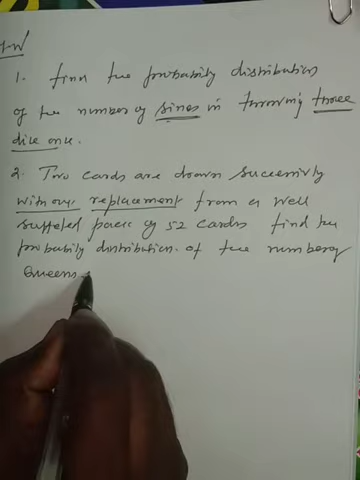 H.W
1. Find the probability distribution
of the number of sixes in throwing three
dice once.
2. Two cards are drawn successively
without replacement from a well
suffeled pack of 52 cards find the
probability distribution of the number of
Queens